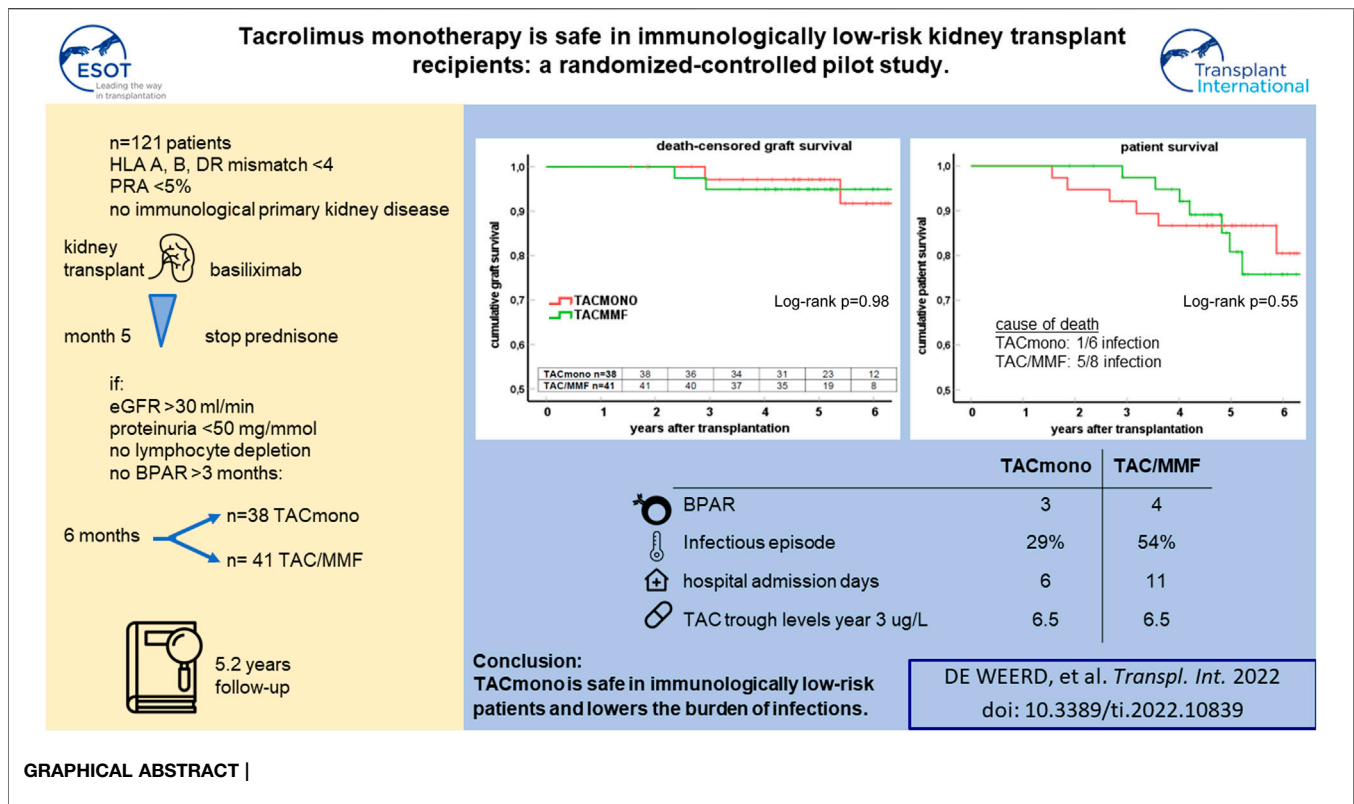 ESOT
Leading the way
in transplantation
Tacrolimus monotherapy is safe in immunologically low-risk kidney transplant
recipients: a randomized-controlled pilot study.
Transplant
International
n=121 patients
HLA A, B, DR mismatch <4
PRA <5%
no immunological primary kidney disease
kidney
transplant
basiliximab
month 5
stop prednisone
if:
eGFR >30 ml/min
proteinuria <50 mg/mmol
no lymphocyte depletion
no BPAR >3 months:
6 months
n=38 TACmono
n= 41 TAC/MMF
5.2 years
follow-up
death-censored graft survival
cumulative graft survival
1,0
0,9
0,8
0,7
0,6
0,5
TACMONO
TACMMF
Log-rank p=0.98
TACmono n=38 38 36 34 31 23 12
TAC/MMF n=41 41 40 37 35 19 8
0 1 2 3 4 5 6
years after transplantation
patient survival
cumulative patient survival
1,0
0,9
0,8
0,7
0,6
0,5
Log-rank p=0.55
cause of death
TACmono: 1/6 infection
TAC/MMF: 5/8 infection
0 1 2 3 4 5 6
years after transplantation
TACmono TAC/MMF
BPAR 3 4
Infectious episode 29% 54%
hospital admission days 6 11
TAC trough levels year 3 ug/L 6.5 6.5
Conclusion:
TACmono is safe in immunologically low-risk
patients and lowers the burden of infections.
DE WEERD, et al. Transpl. Int. 2022
doi: 10.3389/ti.2022.10839
GRAPHICAL ABSTRACT |